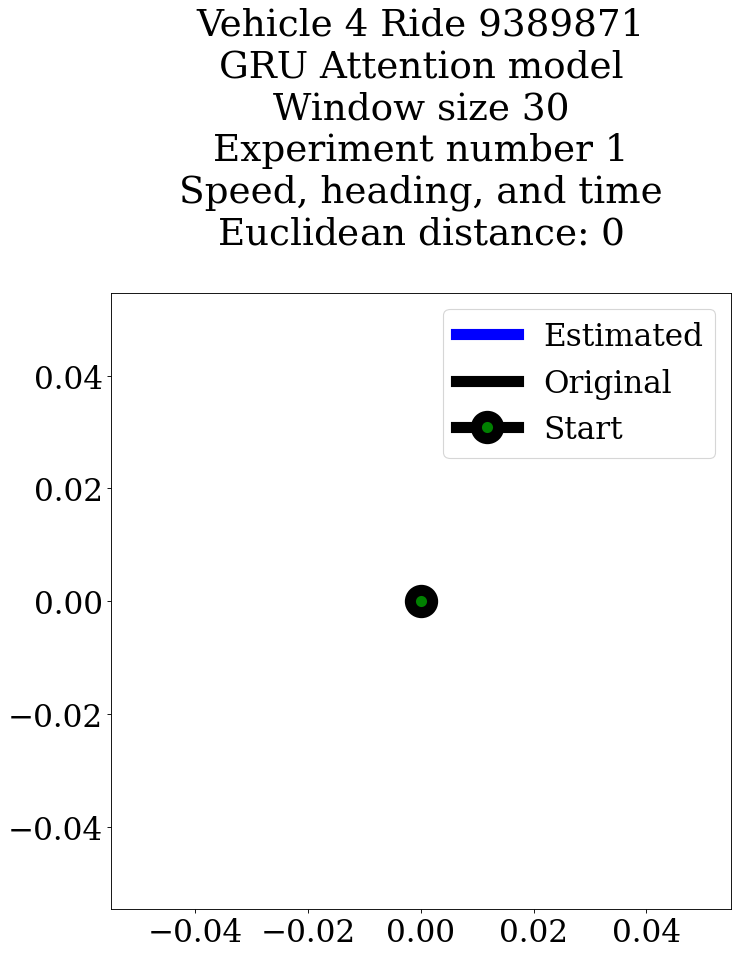 Vehicle 4 Ride 9389871
GRU Attention model
Window size 30
Experiment number 1
Speed, heading, and time
Euclidean distance: 0
Estimated
Original
Start
0.04
0.02
0.00
−0.02
−0.04
−0.04 −0.02 0.00 0.02 0.04